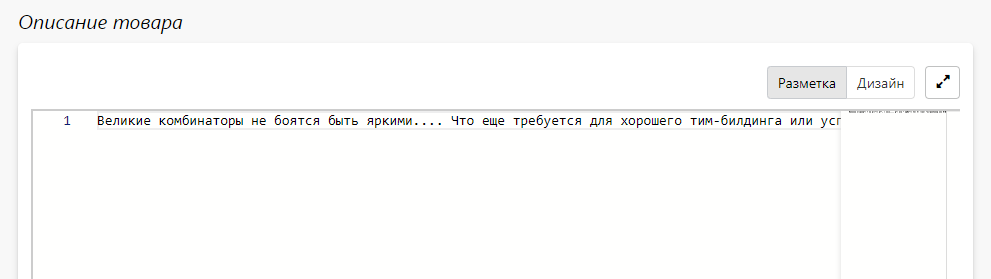 Описание товара
Разметка Дизайн
1 Великие комбинаторы не боятся быть яркими.... Что еще требуется для хорошего тим-билдинга или усп